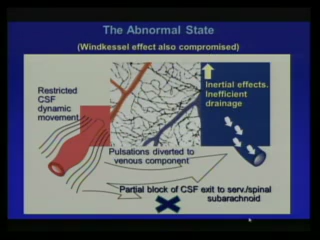 The Abnormal State
(Windkessel effect also compromised)
Restricted
CSF
dynamic
movement
Inertial effects.
Inefficient
drainage
Pulsations diverted to
venous component
Partial block of CSF exit to serv./spinal
subarachnoid